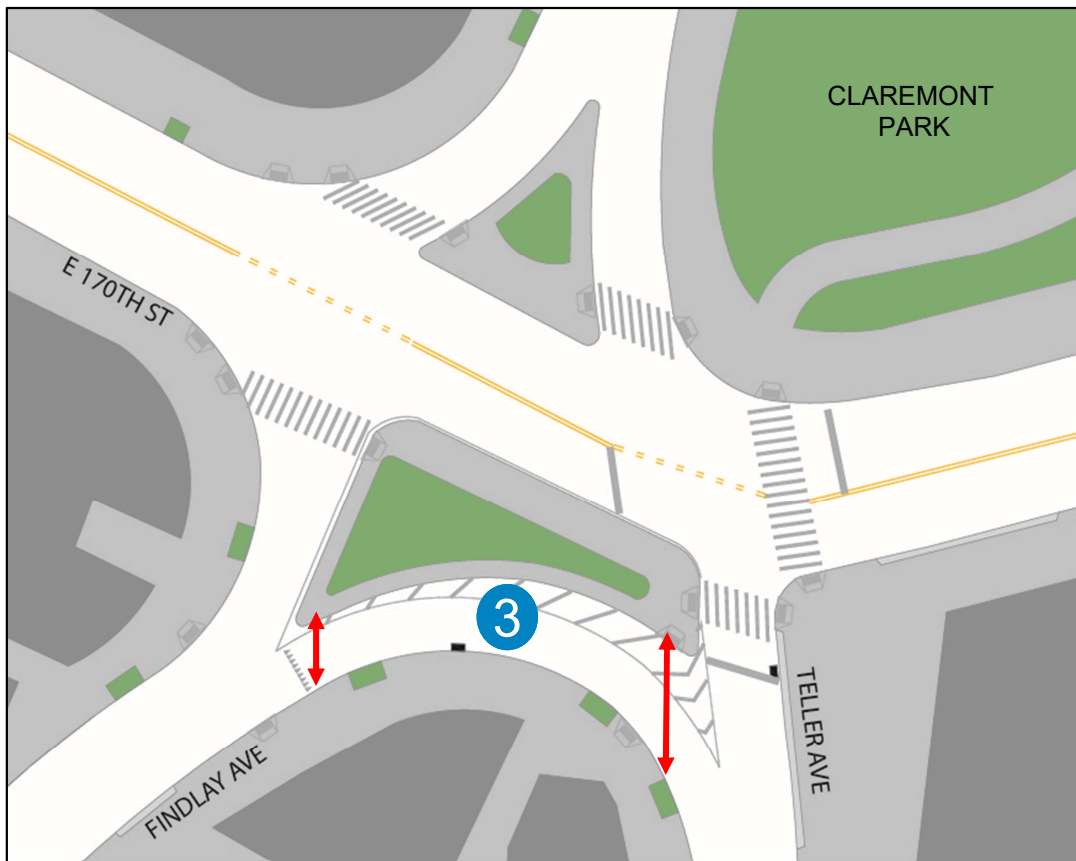 CLAREMONT
PARK
E 170TH ST
3
TELLER AVE
FINDLAY AVE